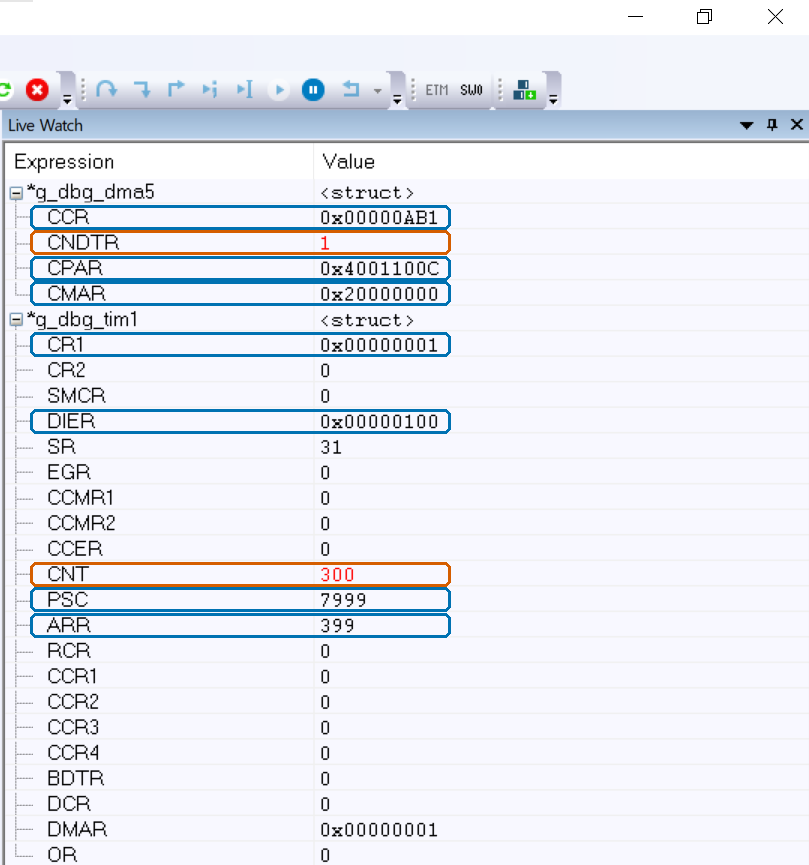 ETM SWO
Live Watch
Expression Value
*g_dbg_dma5 <struct>
CCR 0x00000AB1
CNDTR 1
CPAR 0x4001100C
CMAR 0x20000000
*g_dbg_tim1 <struct>
CR1 0x00000001
CR2 0
SMCR 0
DIER 0x00000100
SR 31
EGR 0
CCMR1 0
CCMR2 0
CCER 0
CNT 300
PSC 7999
ARR 399
RCR 0
CCR1 0
CCR2 0
CCR3 0
CCR4 0
BDTR 0
DCR 0
DMAR 0x00000001
OR 0